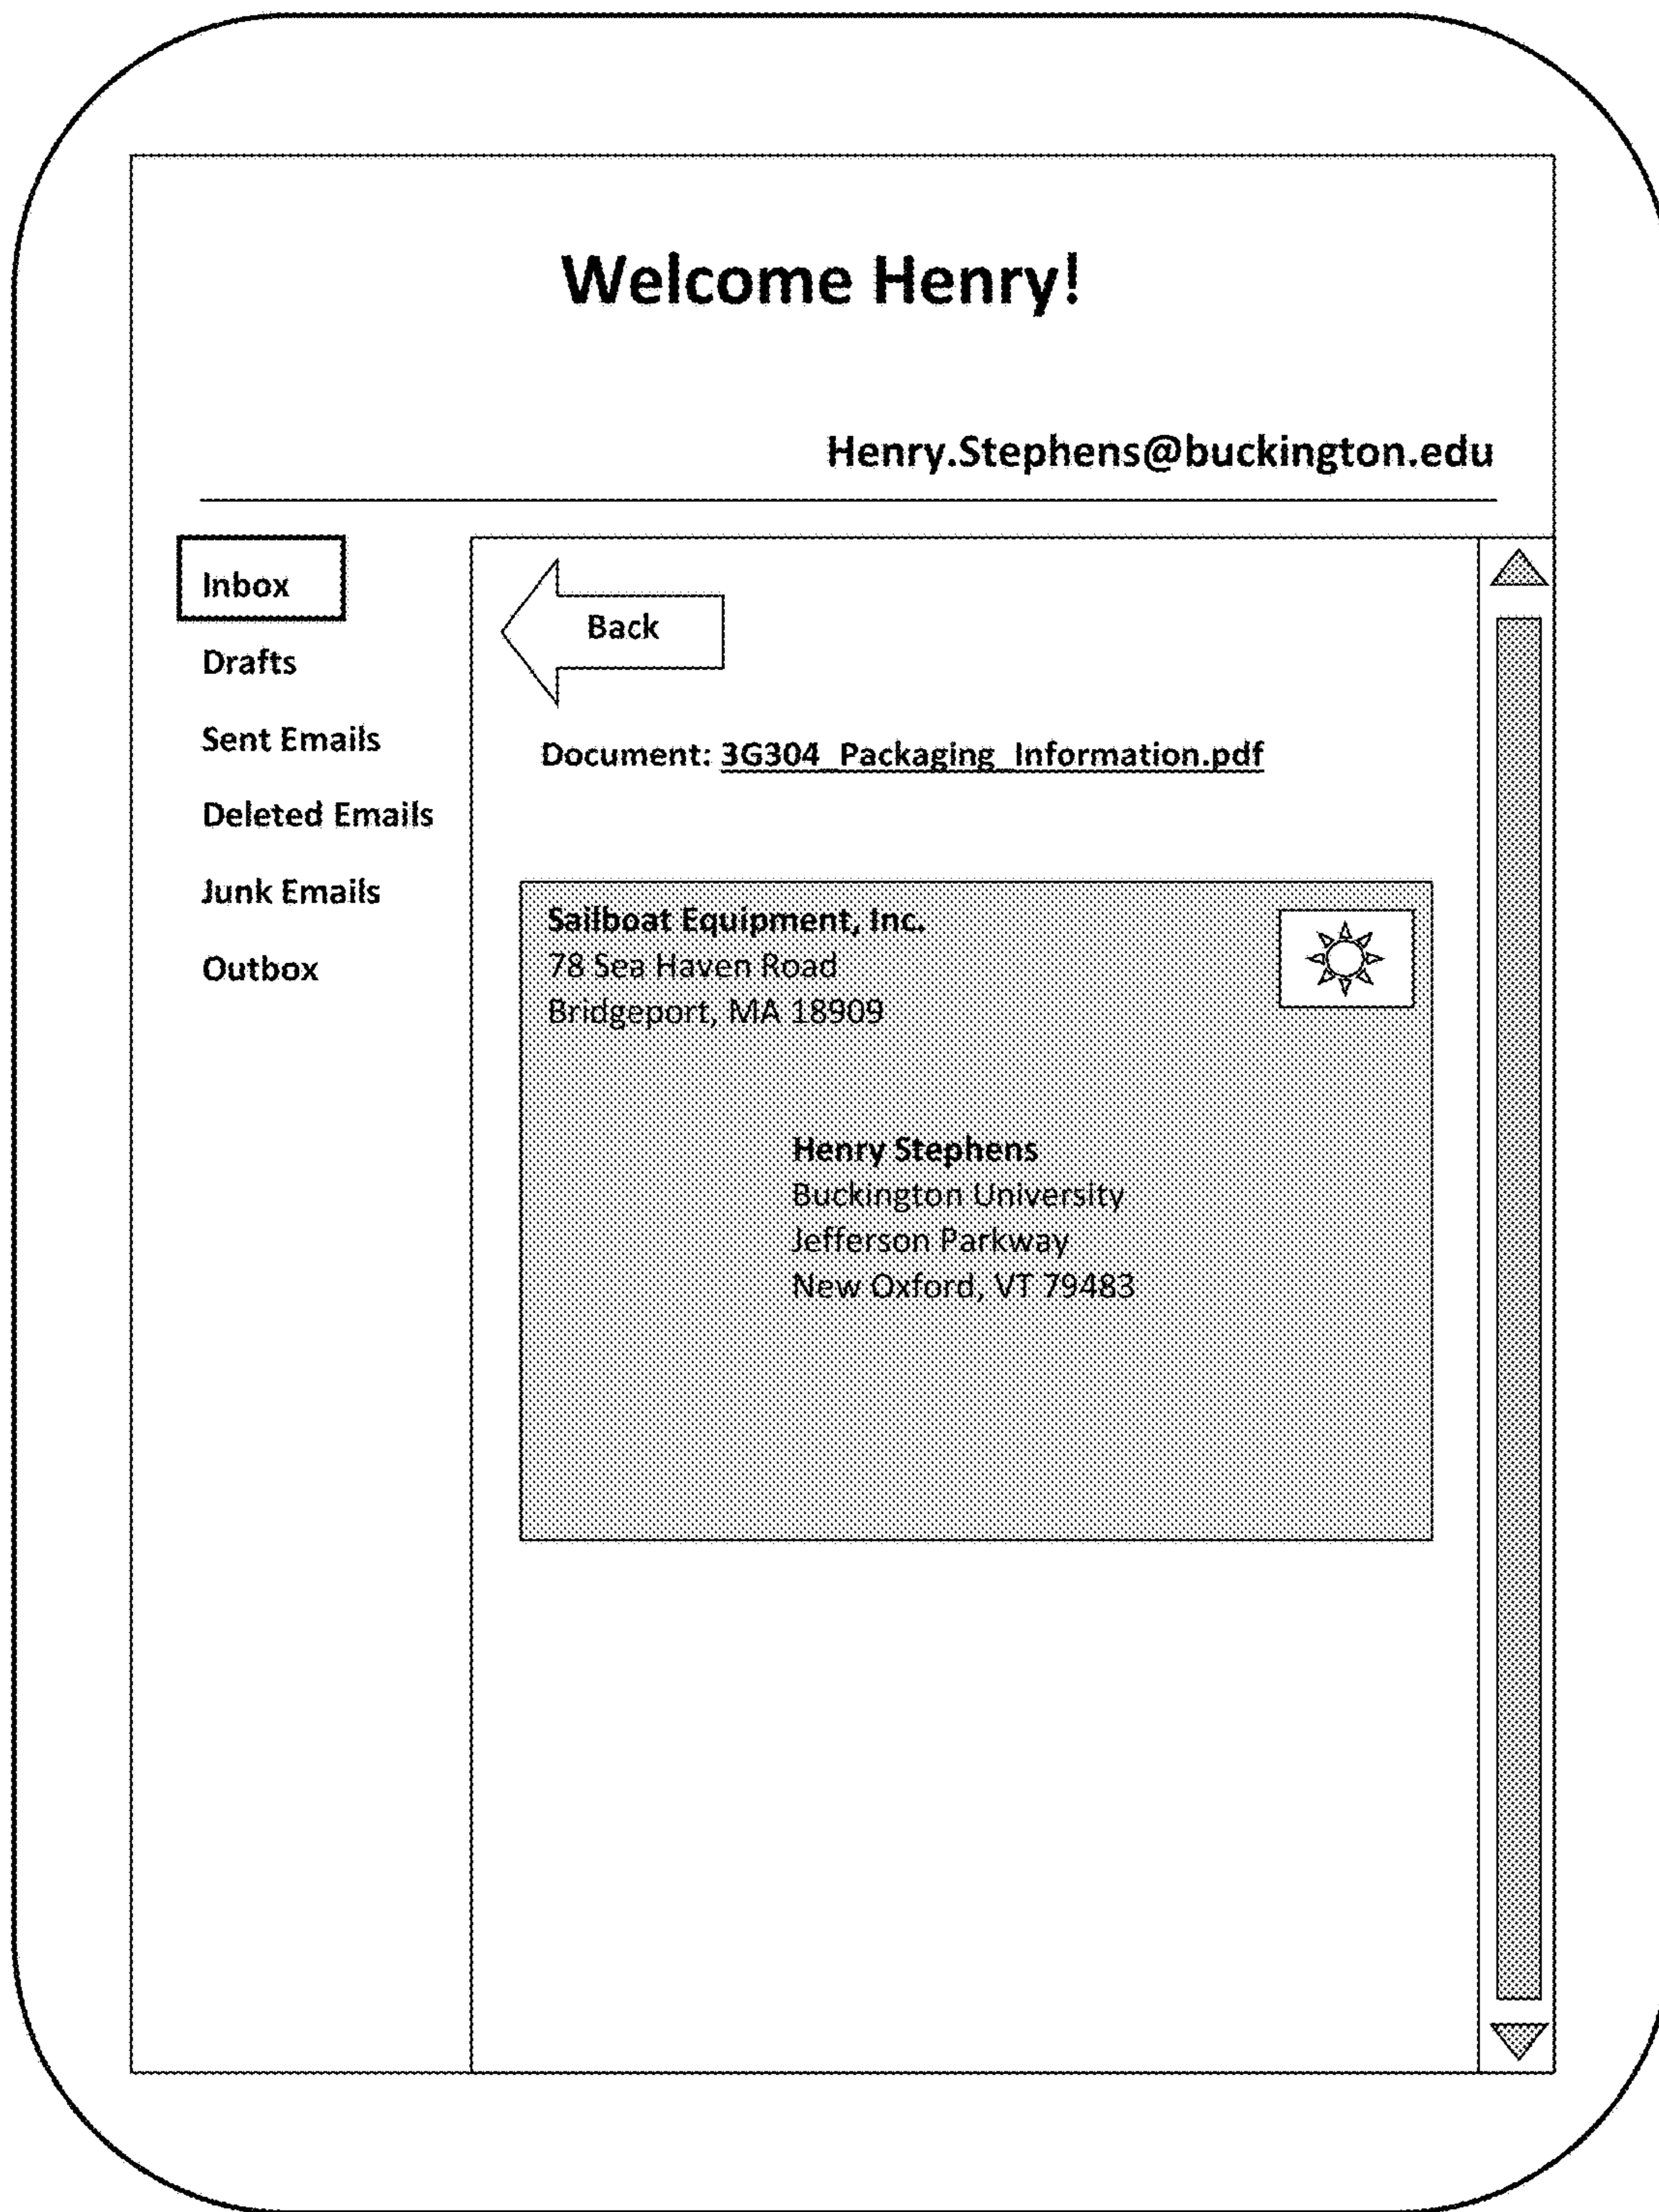 Welcome Henry!
Henry.Stephens@buckington.edu
Inbox
Drafts
Sent Emails
Deleted Emails
Junk Emails
Outbox
Back
Document: 3G304_Packaging_Information.pdf
Sailboat Equipment, Inc.
78 Sea Haven Road
Bridgeport, MA 18909
Henry Stephens
Buckington University
Jefferson Parkway
New Oxford, VT 79483